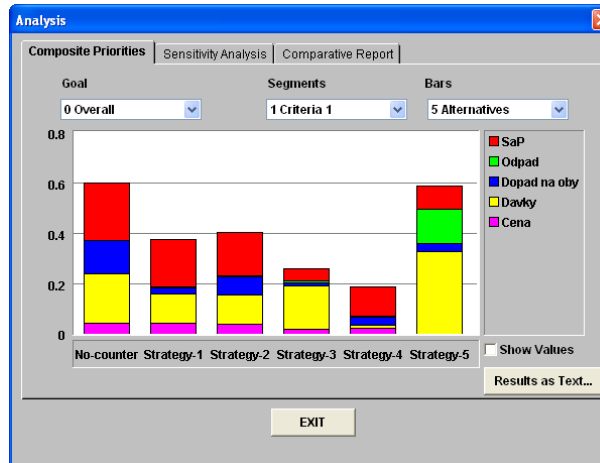 Analysis
Composite Priorities Sensitivity Analysis Comparative Report
Goal Segments Bars
0 Overall 1 Criteria 1 5 Alternatives
0.8
0.6
0.4
0.2
0
SaP
Odpad
Dopad na oby
Davky
Cena
No-counter Strategy-1 Strategy-2 Strategy-3 Strategy-4 Strategy-5
Show Values
Results as Text...
EXIT